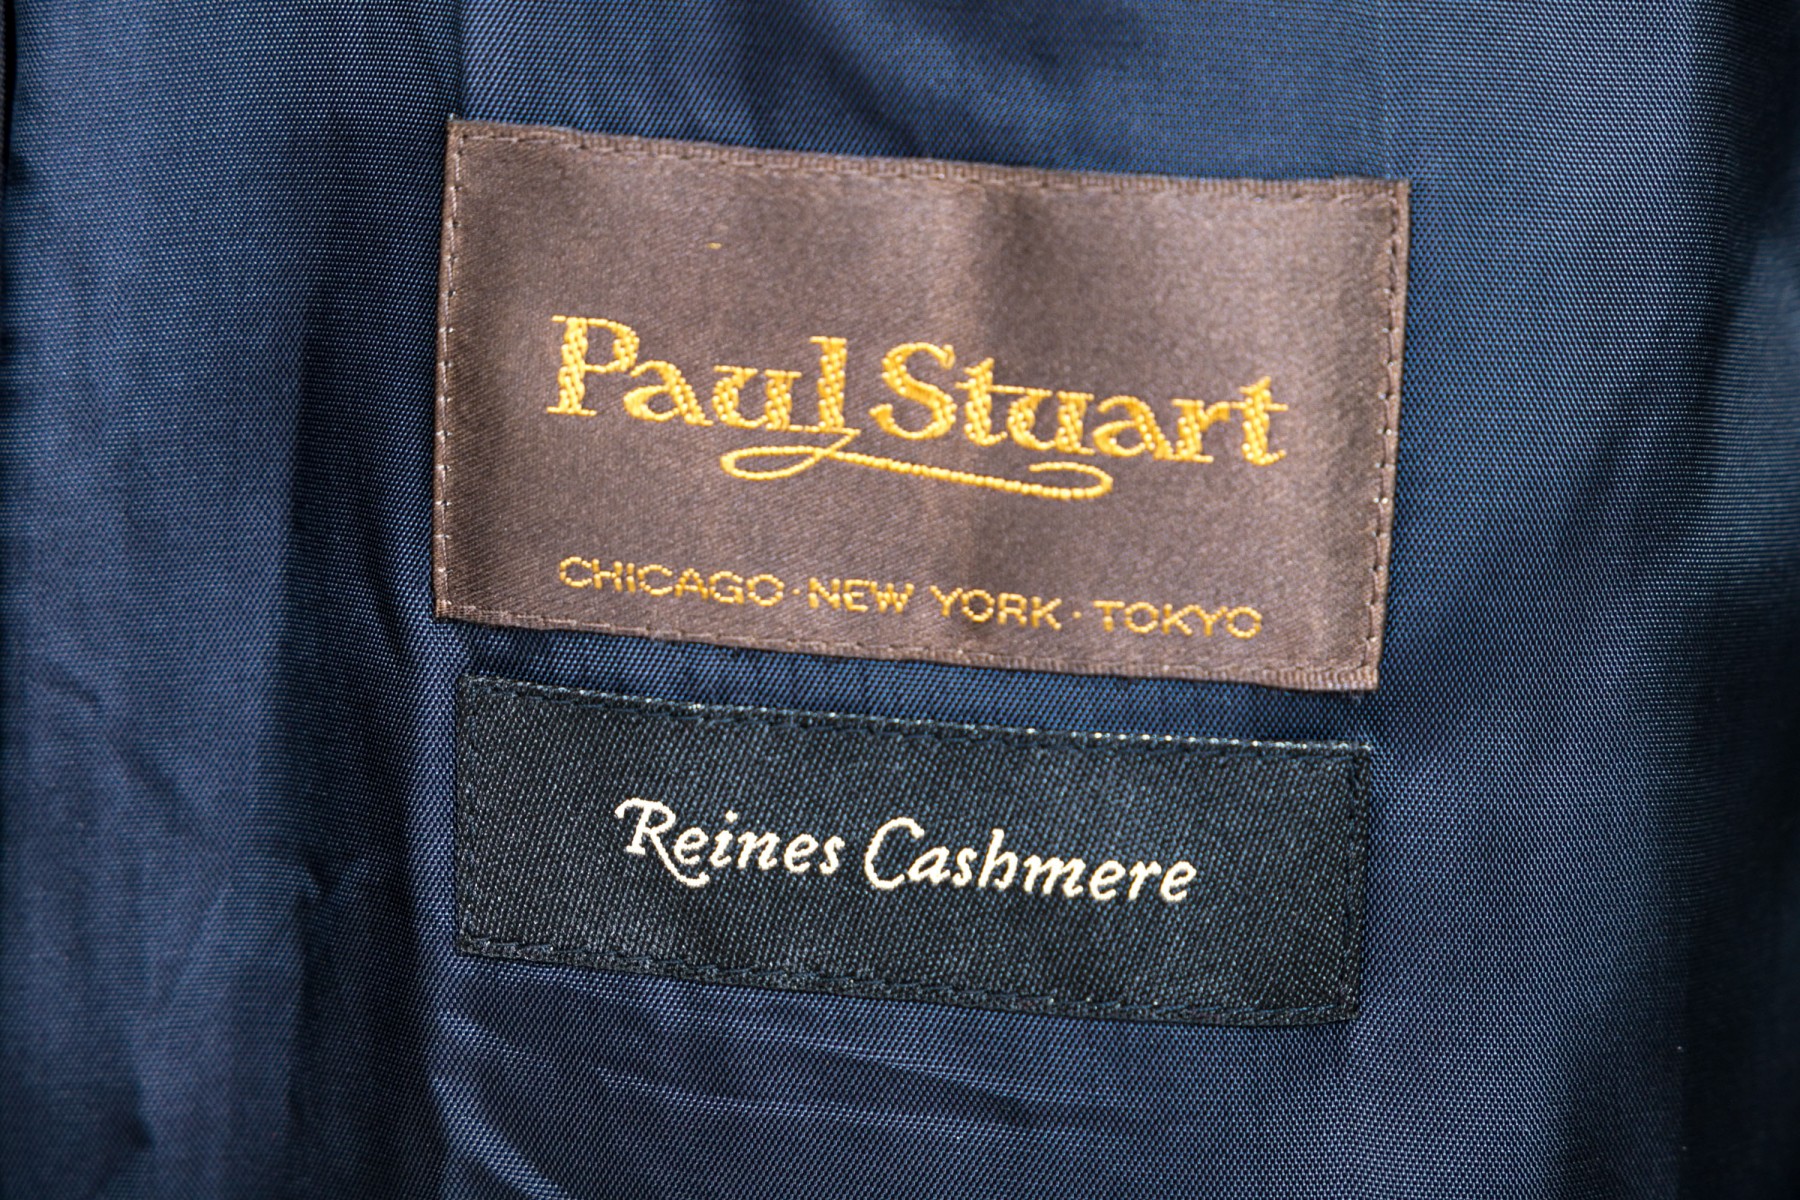 Paul Stuart
CHICAGO · NEW YORK · TOKYO
Reines Cashmere